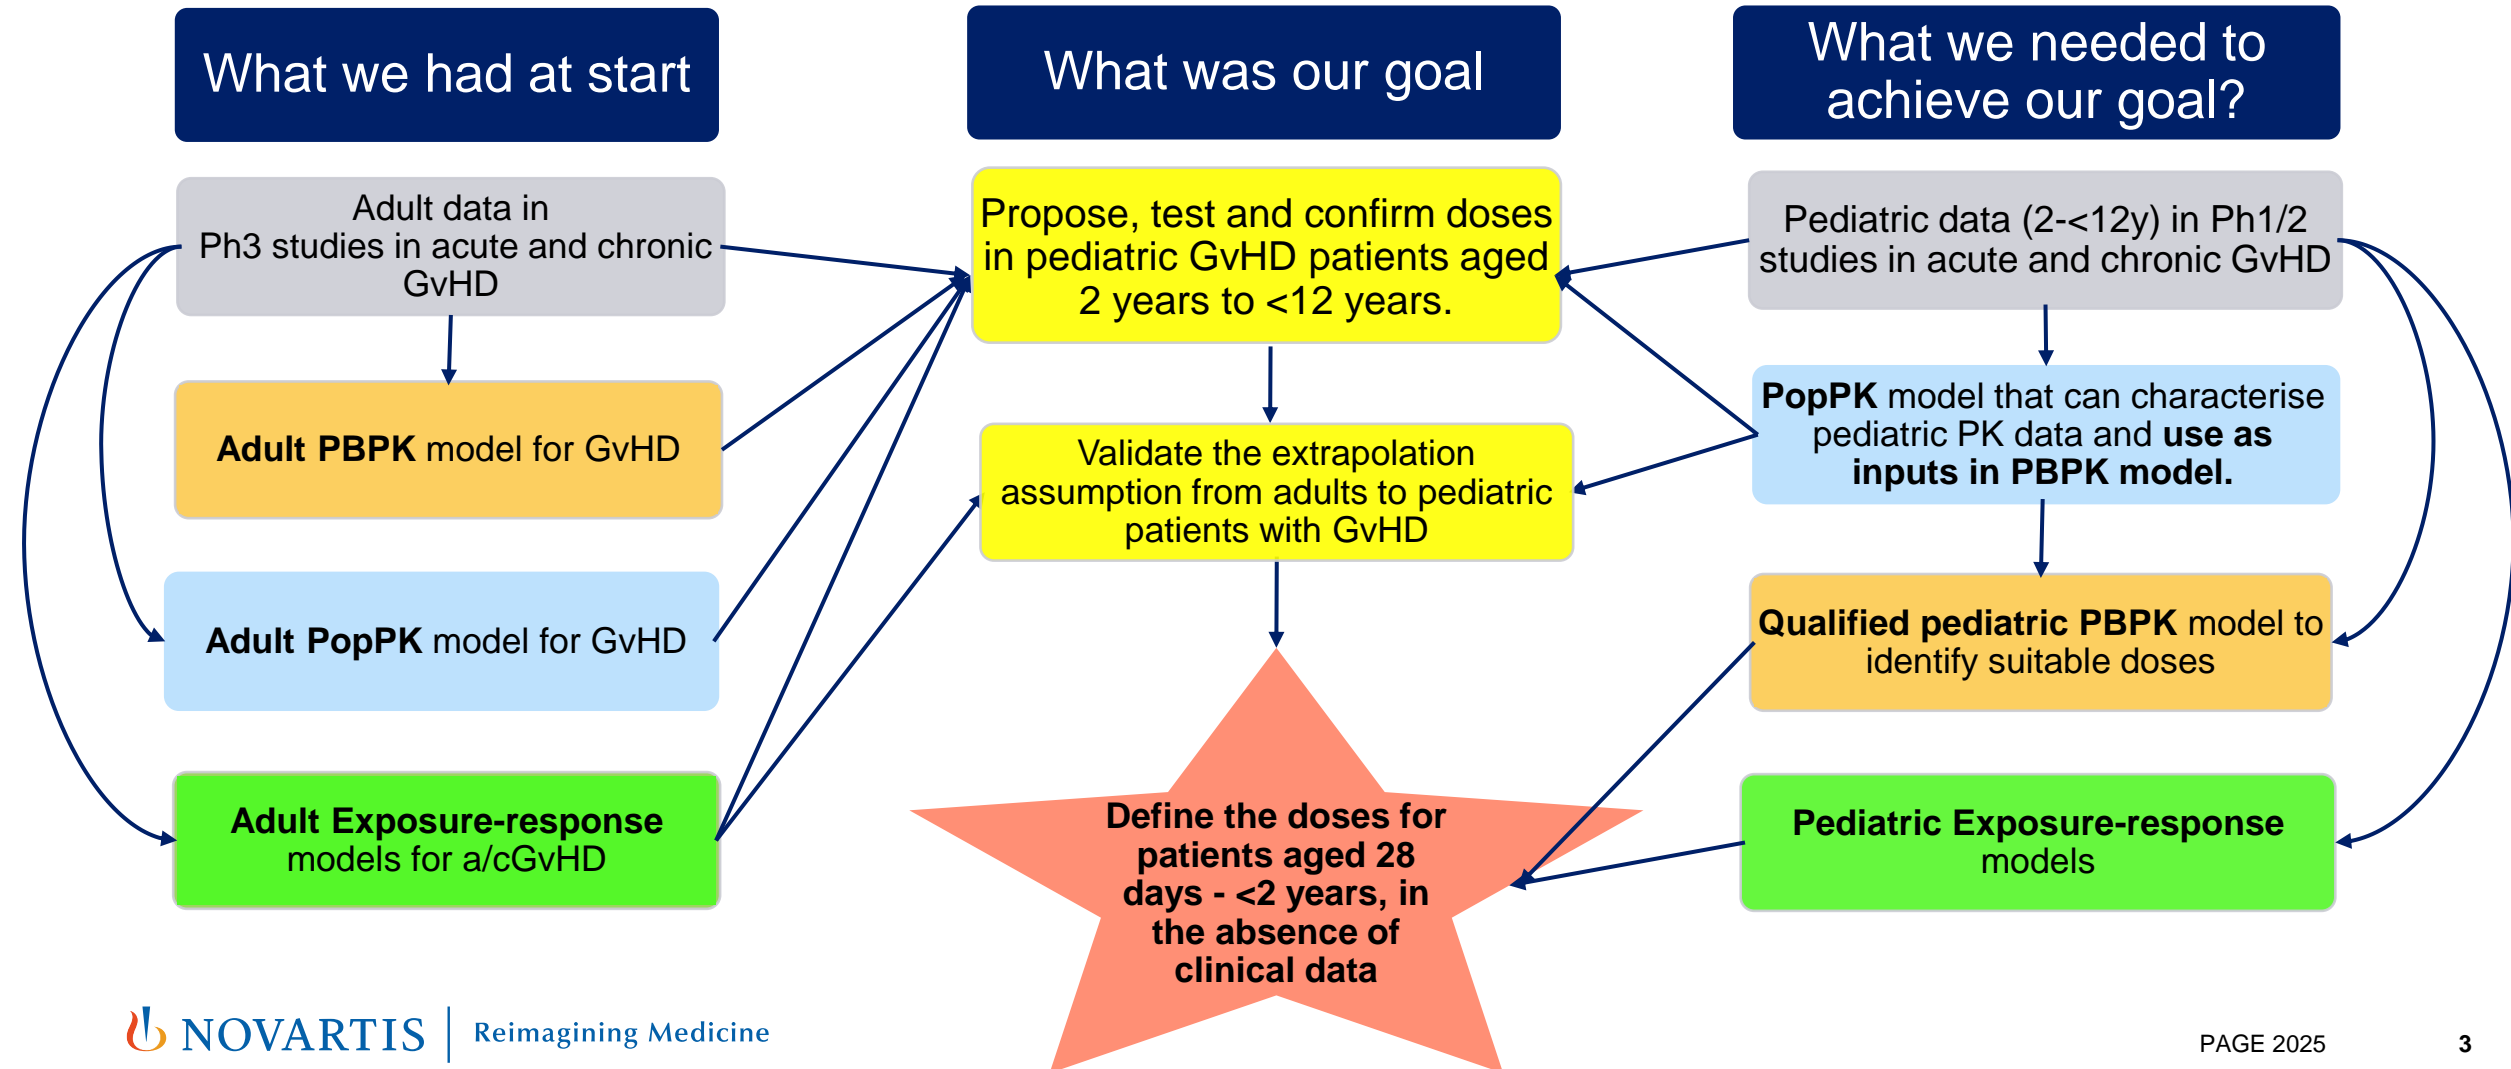 What we had at start
What was our goal
What we needed to
achieve our goal?
Adult data in
Ph3 studies in acute and chronic
GvHD
Adult PBPK model for GvHD
Adult PopPK model for GvHD
Adult Exposure-response
models for a/cGvHD
Propose, test and confirm doses
in pediatric GvHD patients aged
2 years to <12 years.
Validate the extrapolation
assumption from adults to pediatric
patients with GvHD
Define the doses for
patients aged 28
days - <2 years, in
the absence of
clinical data
Pediatric data (2-<12y) in Ph1/2
studies in acute and chronic GvHD
PopPK model that can characterise
pediatric PK data and use as
inputs in PBPK model.
Qualified pediatric PBPK model to
identify suitable doses
Pediatric Exposure-response
models
NOVARTIS | Reimagining Medicine
PAGE 2025
3